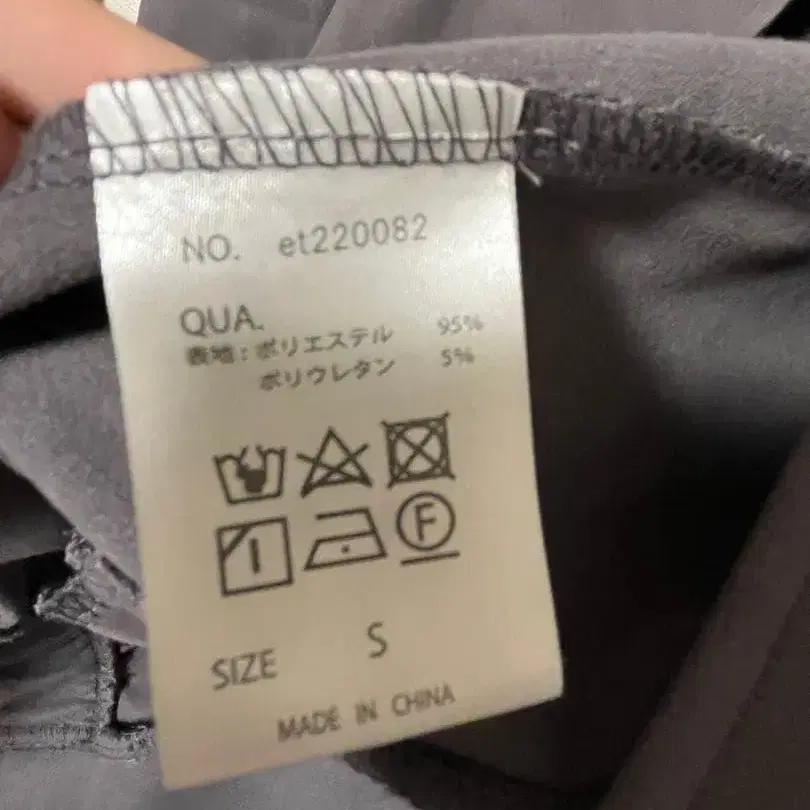 NO. et220082
QUA.
表地：ポリエステル 95%
ポリウレタン 5%
F
SIZE S
MADE IN CHINA